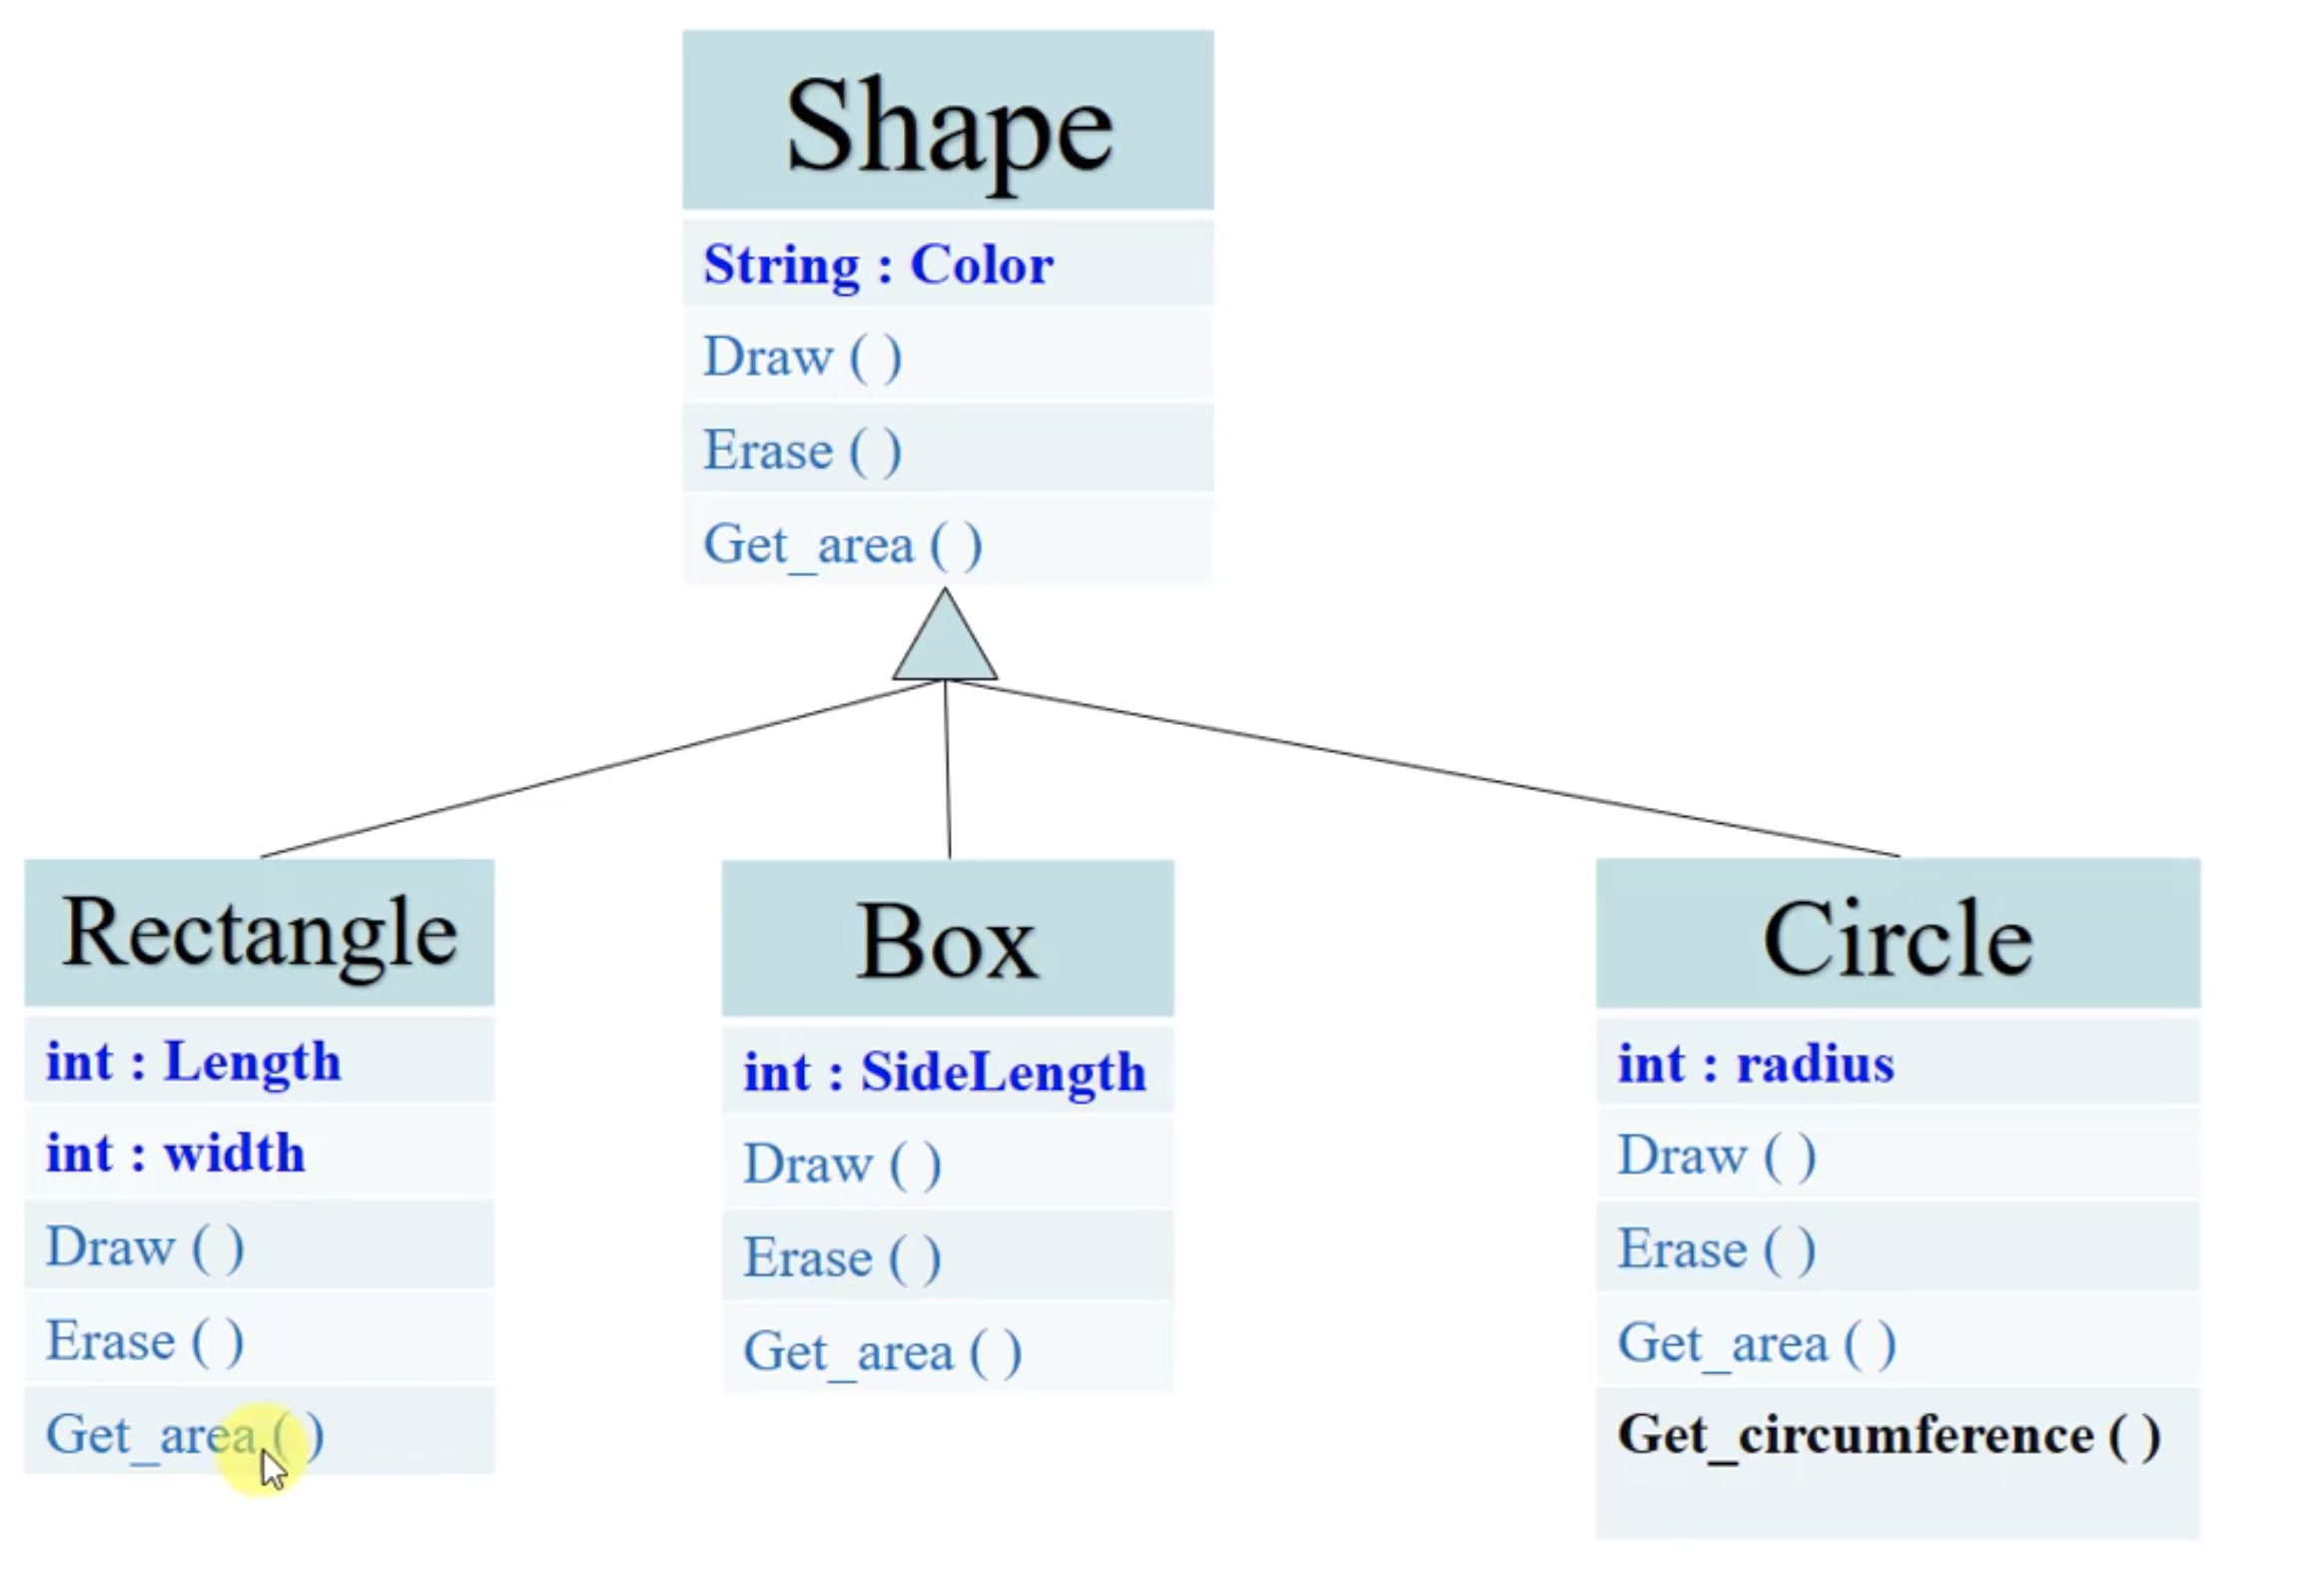 Shape
String : Color
Draw ( )
Erase ( )
Get_area ( )
Rectangle
int : Length
int : width
Draw ( )
Erase ( )
Get_area ( )
Box
int : SideLength
Draw ( )
Erase ( )
Get_area ( )
Circle
int : radius
Draw ( )
Erase ( )
Get_area ( )
Get_circumference ( )